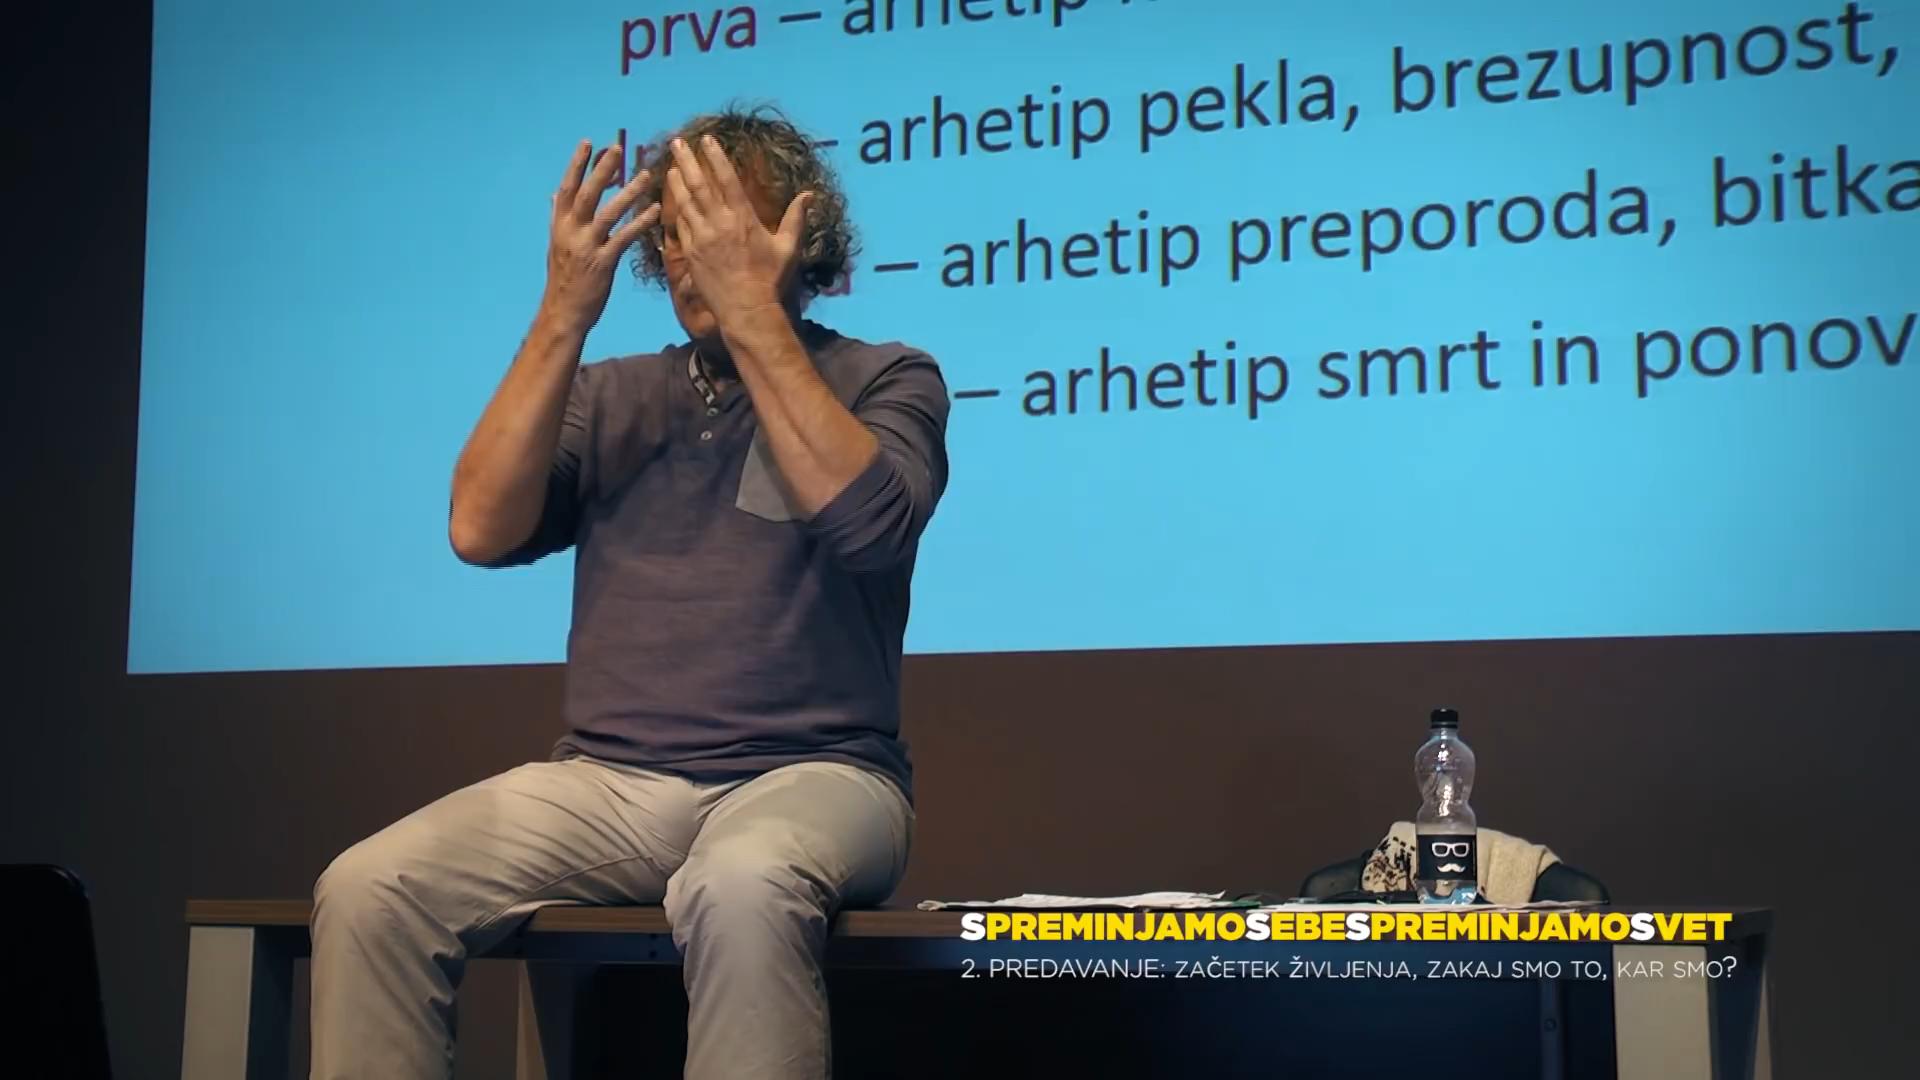 prva – arhetip
– arhetip pekla, brezupnost,
– arhetip preporoda, bitka
– arhetip smrt in ponov
SPREMINJAMOSEBESPREMINJAMOSVET
2. PREDAVANJE: ZAČETEK ŽIVLJENJA, ZAKAJ SMO TO, KAR SMO?